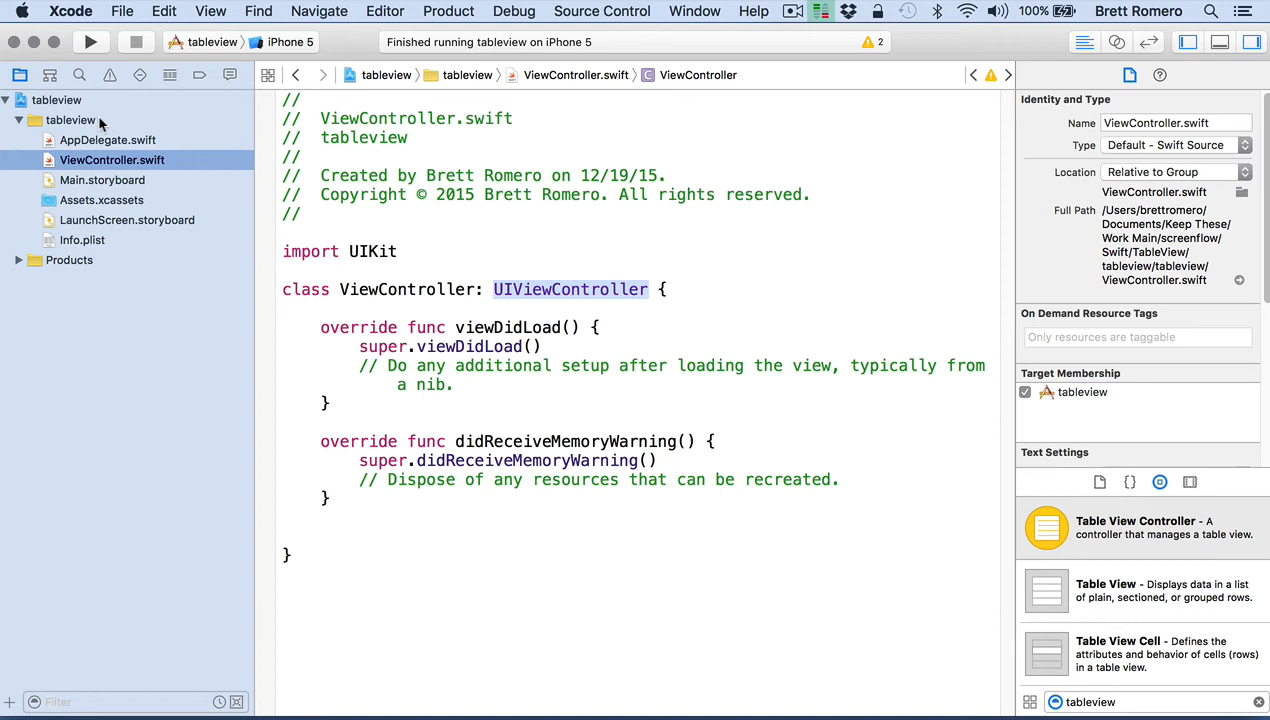 Xcode File Edit View Find Navigate Editor Product Debug Source Control Window Help 100% Brett Romero
tableview iPhone 5 Finished running tableview on iPhone 5 2
tableview tableview ViewController.swift C ViewController
tableview
tableview
AppDelegate.swift
ViewController.swift
Main.storyboard
Assets.xcassets
LaunchScreen.storyboard
Info.plist
Products
Filter
//
// ViewController.swift
// tableview
//
// Created by Brett Romero on 12/19/15.
// Copyright © 2015 Brett Romero. All rights reserved.
//
import UIKit
class ViewController: UIViewController {
override func viewDidLoad() {
super.viewDidLoad()
// Do any additional setup after loading the view, typically from
a nib.
}
override func didReceiveMemoryWarning() {
super.didReceiveMemoryWarning()
// Dispose of any resources that can be recreated.
}
}
Identity and Type
Name ViewController.swift
Type Default - Swift Source
Location Relative to Group
ViewController.swift
Full Path /Users/brettromero/
Documents/Keep These/
Work Main/screenflow/
Swift/TableView/
tableview/tableview/
ViewController.swift
On Demand Resource Tags
Only resources are taggable
Target Membership
tableview
Text Settings
{}
Table View Controller - A
controller that manages a table view.
Table View - Displays data in a list
of plain, sectioned, or grouped rows.
Table View Cell - Defines the
attributes and behavior of cells (rows)
in a table view.
tableview